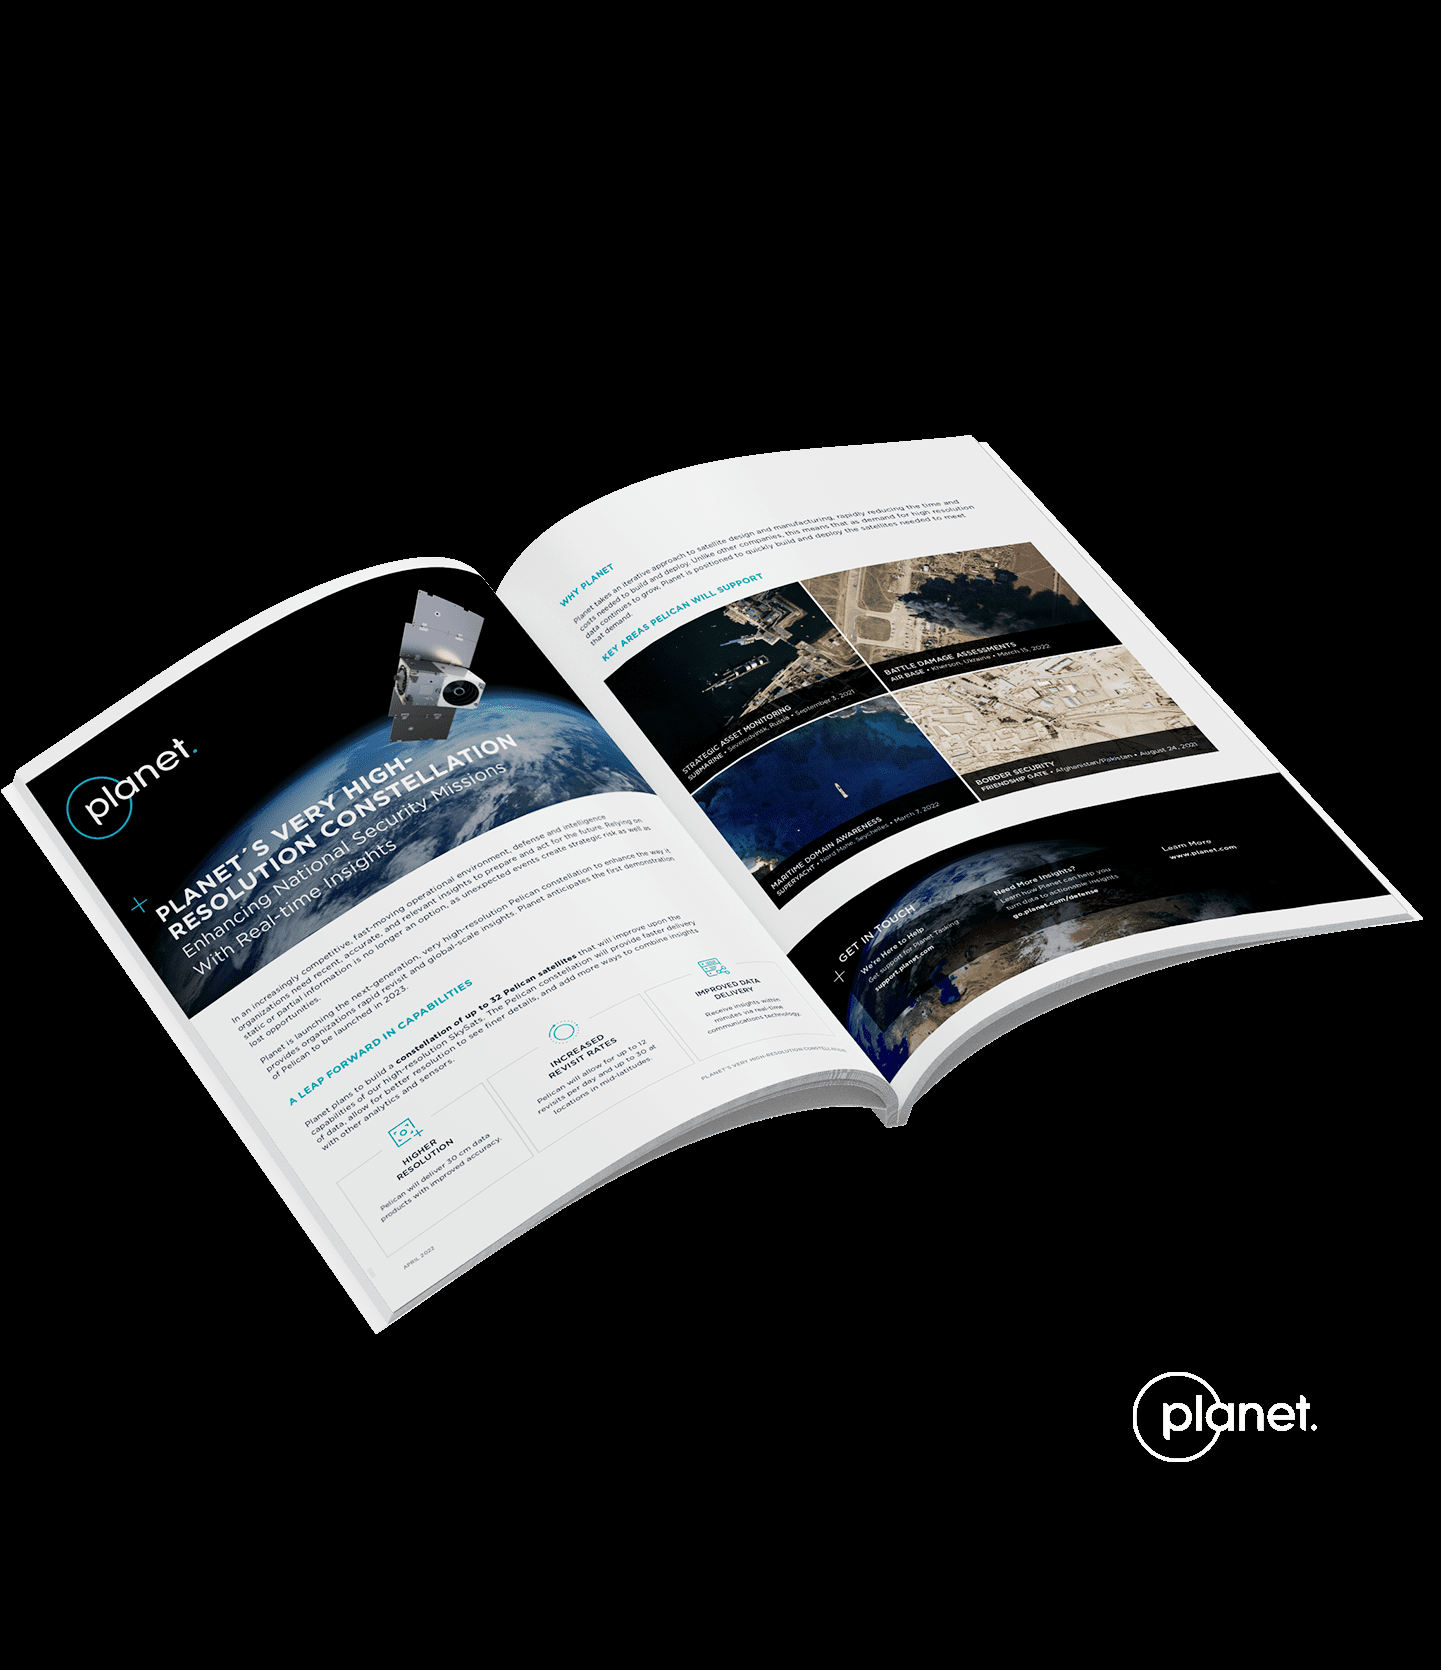 planet.
PLANET´S VERY HIGH-
RESOLUTION CONSTELLATION
Enhancing National Security Missions
With Real-time Insights
In an increasingly competitive, fast-moving operational environment, defense and intelligence
organizations need recent, accurate, and relevant insights to prepare and act for the future. Relying on
static or partial information is no longer an option, as unexpected events create strategic risk as well as
lost opportunities.
Planet is launching the next-generation, very high-resolution Pelican constellation to enhance the way it
provides organizations rapid revisit and global-scale insights. Planet anticipates the first demonstration
of Pelican to be launched in 2023.
A LEAP FORWARD IN CAPABILITIES
Planet plans to build a constellation of up to 32 Pelican satellites that will improve upon the
capabilities of our high-resolution SkySats. The Pelican constellation will provide faster delivery
of data, allow for better resolution to see finer details, and add more ways to combine insights
with other analytics and sensors.
HIGHER
RESOLUTION
Pelican will deliver 30 cm data
products with improved accuracy.
INCREASED
REVISIT RATES
Pelican will allow for up to 12
revisits per day and up to 30 at
locations in mid-latitudes.
IMPROVED DATA
DELIVERY
Receive insights within
minutes via real-time
communications technology.
APRIL 2022
PLANET'S VERY HIGH-RESOLUTION CONSTELLATION
WHY PLANET
Planet takes an iterative approach to satellite design and manufacturing, rapidly reducing the time and
costs needed to build and deploy. Unlike other companies, this means that as demand for high resolution
data continues to grow, Planet is positioned to quickly build and deploy the satellites needed to meet
that demand.
KEY AREAS PELICAN WILL SUPPORT
STRATEGIC ASSET MONITORING
SUBMARINE • Severodvinsk, Russia • September 3, 2021
BATTLE DAMAGE ASSESSMENTS
AIR BASE • Kherson, Ukraine • March 15, 2022
MARITIME DOMAIN AWARENESS
SUPERYACHT • Nord Mahe, Seychelles • March 7, 2022
BORDER SECURITY
FRIENDSHIP GATE • Afghanistan/Pakistan • August 24, 2021
GET IN TOUCH
We're Here to Help
Get support for Planet Tasking
support.planet.com
Need More Insights?
Learn how Planet can help you
turn data to actionable insights
go.planet.com/defense
Learn More
www.planet.com
planet.